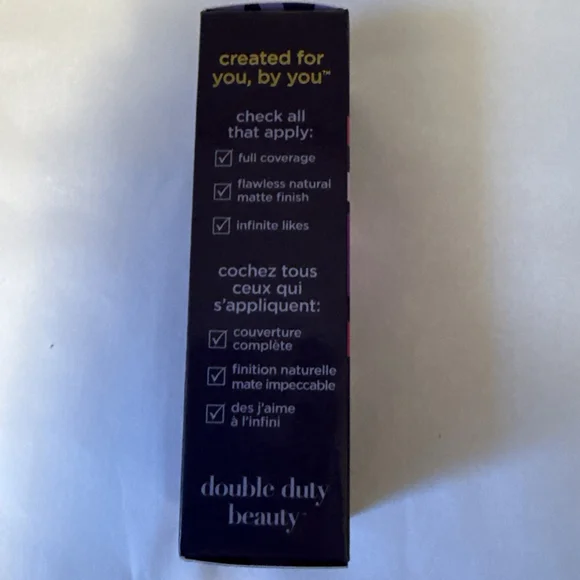 created for
you, by you™
check all
that apply:
full coverage
flawless natural
matte finish
infinite likes
cochez tous
ceux qui
s'appliquent:
couverture
complète
finition naturelle
mate impeccable
des j'aime
à l'infini
double duty
beauty™